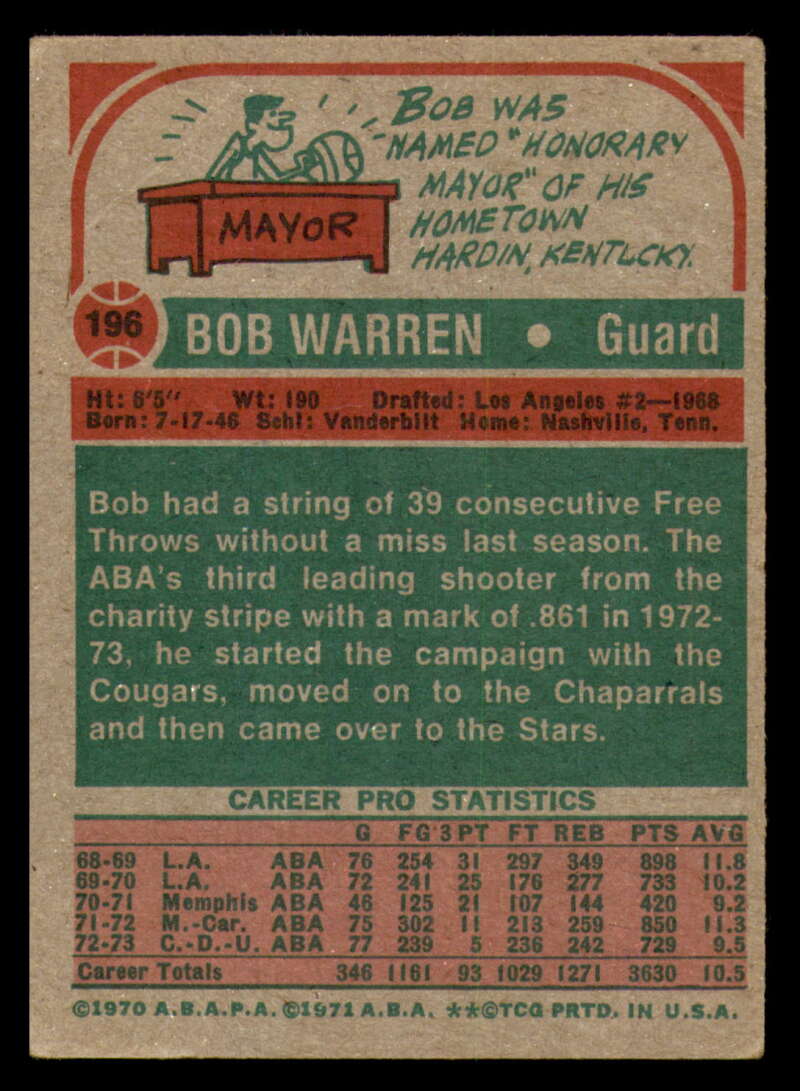 BOB WAS
NAMED "HONORARY
MAYOR" OF HIS
HOMETOWN
HARDIN, KENTUCKY.
MAYOR
196 BOB WARREN • Guard
Ht: 6'5" Wt: 190 Drafted: Los Angeles #2—1968
Born: 7-17-46 Schl: Vanderbilt Home: Nashville, Tenn.
Bob had a string of 39 consecutive Free
Throws without a miss last season. The
ABA's third leading shooter from the
charity stripe with a mark of .861 in 1972-
73, he started the campaign with the
Cougars, moved on to the Chaparrals
and then came over to the Stars.
CAREER PRO STATISTICS
G FG 3PT FT REB PTS AVG
68-69 L.A. ABA 76 254 31 297 349 898 11.8
69-70 L.A. ABA 72 241 25 176 277 733 10.2
70-71 Memphis ABA 46 125 21 107 144 420 9.2
71-72 M.-Car. ABA 75 302 11 213 259 850 11.3
72-73 C.-D.-U. ABA 77 239 5 236 242 729 9.5
Career Totals 346 1161 93 1029 1271 3630 10.5
©1970 A.B.A.P.A. ©1971 A.B.A. **©TCG PRTD. IN U.S.A.